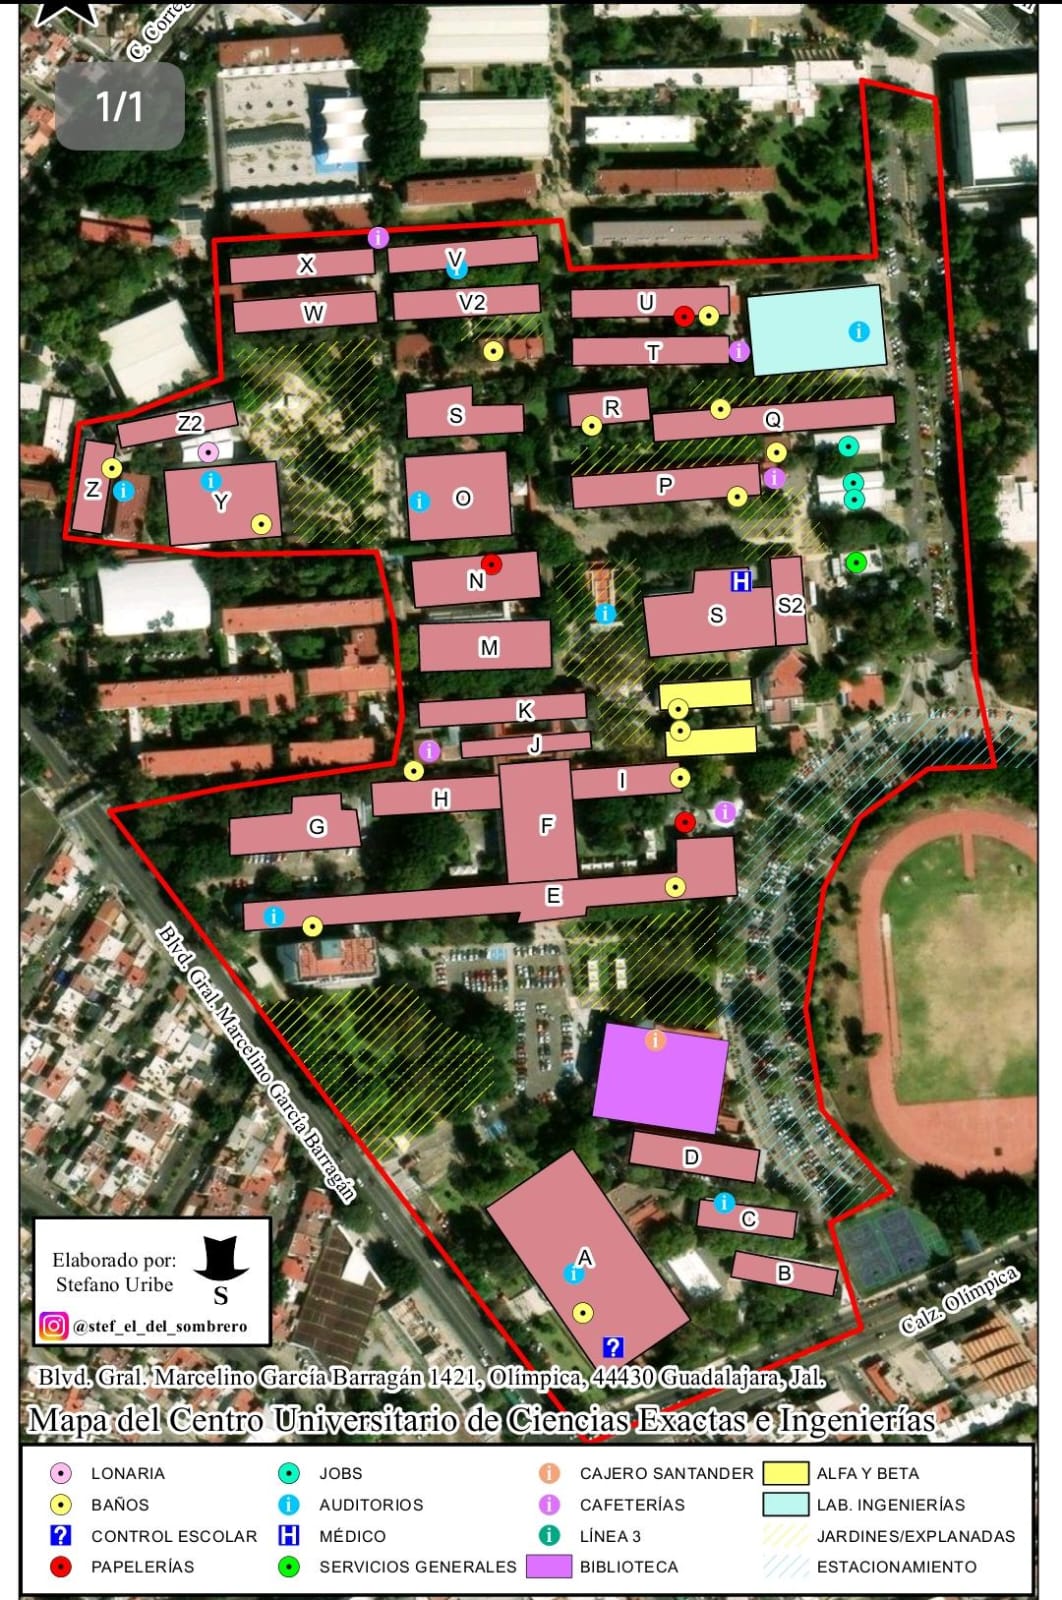 C. Correg
1/1
X
V
W
V2
U
T
Z2
S
R
Q
Z
Y
O
P
N
S
S2
M
K
J
H
I
G
F
E
Blvd. Gral. Marcelino García Barragán
D
C
A
B
Elaborado por:
Stefano Uribe
S
@stef_el_del_sombrero
Calz. Olímpica
Blvd. Gral. Marcelino García Barragán 1421, Olímpica, 44430 Guadalajara, Jal.
Mapa del Centro Universitario de Ciencias Exactas e Ingenierías
LONARIA
JOBS
CAJERO SANTANDER
ALFA Y BETA
BAÑOS
AUDITORIOS
CAFETERÍAS
LAB. INGENIERÍAS
CONTROL ESCOLAR
MÉDICO
LÍNEA 3
JARDINES/EXPLANADAS
PAPELERÍAS
SERVICIOS GENERALES
BIBLIOTECA
ESTACIONAMIENTO